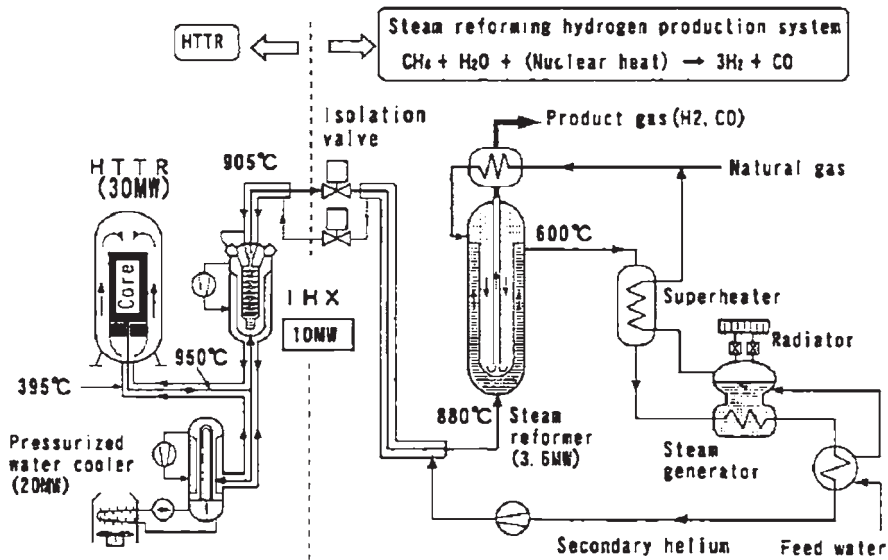 HTTR
Steam reforming hydrogen production system
CH4 + H2O + (Nuclear heat) → 3H2 + CO
Isolation
valve
Product gas(H2, CO)
905℃
HTTR
(30MW)
Natural gas
600℃
Core
Superheater
IHX
10MW
Radiator
950℃
395℃
880℃
Steam
reformer
(3.6MW)
Pressurized
water cooler
(20MW)
Steam
generator
Secondary helium
Feed water